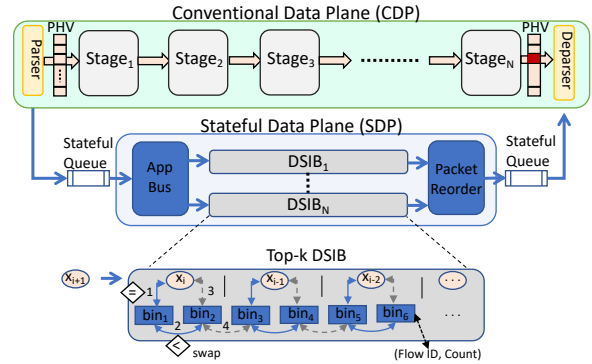 Conventional Data Plane (CDP)
Parser
PHV
Stage1
Stage2
Stage3
StageN
PHV
Deparser
Stateful Data Plane (SDP)
Stateful
Queue
App
Bus
DSIB1
DSIBN
Packet
Reorder
Stateful
Queue
Top-k DSIB
Xi+1
Xi
Xi-1
Xi-2
...
= 1
3
bin1
bin2
bin3
bin4
bin5
bin6
...
2
4
< swap
(Flow ID, Count)